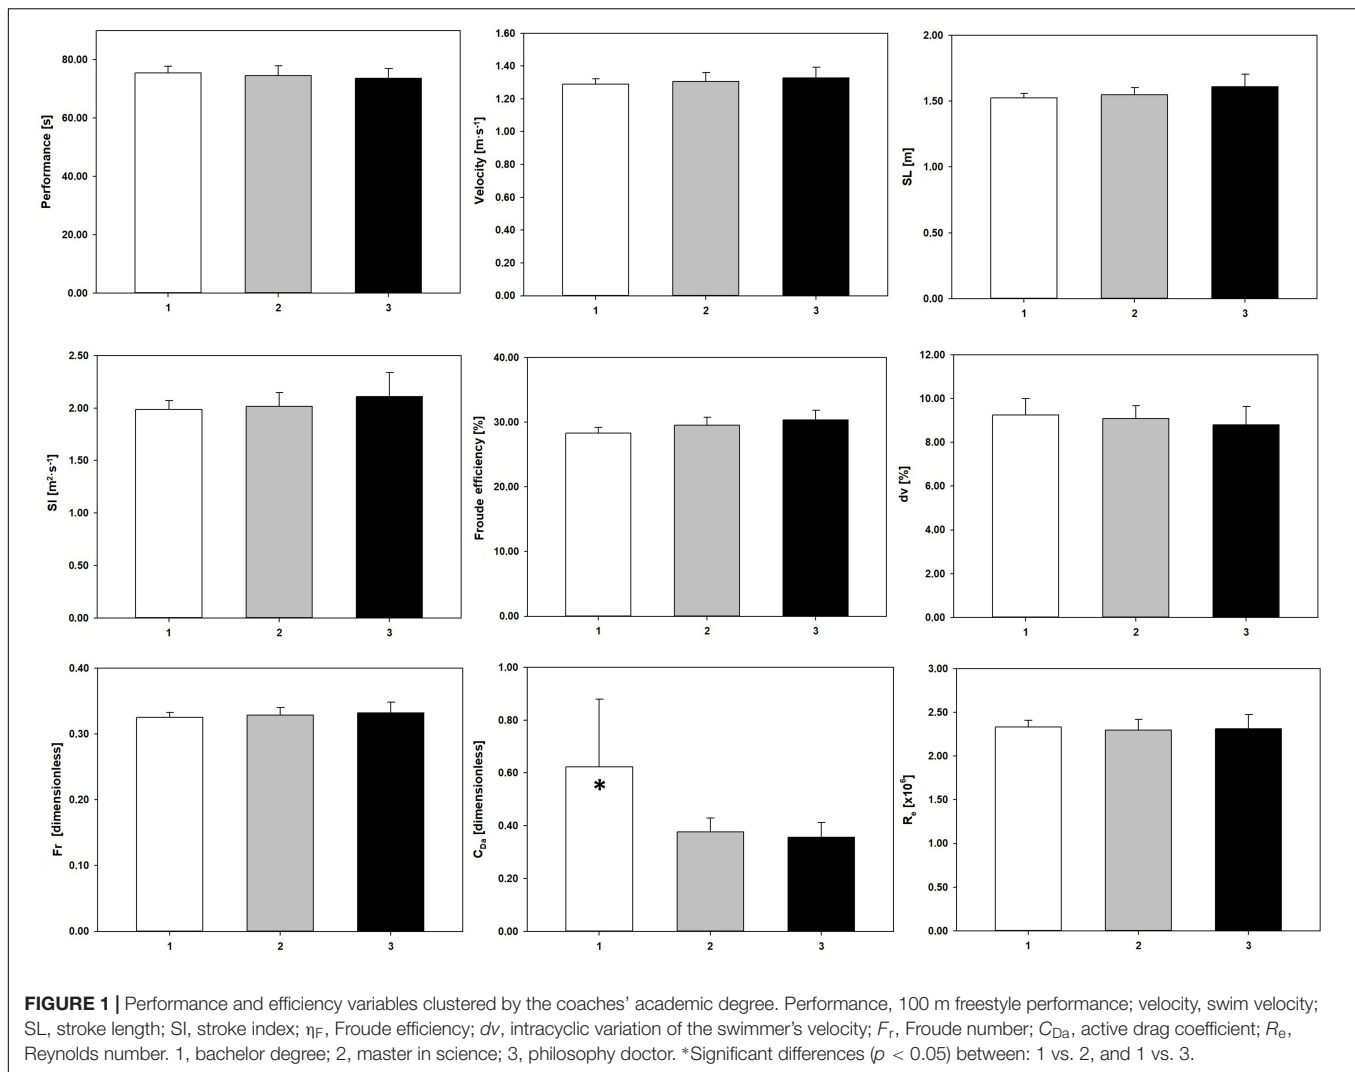 Performance [s]
80.00
60.00
40.00
20.00
0.00
1 2 3
Velocity [m·s-1]
1.60
1.40
1.20
1.00
0.80
0.60
0.40
0.20
0.00
1 2 3
SL [m]
2.00
1.50
1.00
0.50
0.00
1 2 3
SI [m²·s-1]
2.50
2.00
1.50
1.00
0.50
0.00
1 2 3
Froude efficiency [%]
40.00
30.00
20.00
10.00
0.00
1 2 3
dv [%]
12.00
10.00
8.00
6.00
4.00
2.00
0.00
1 2 3
Fr [dimensionless]
0.40
0.30
0.20
0.10
0.00
1 2 3
CDa [dimensionless]
1.00
0.80
0.60
0.40
0.20
0.00
*
1 2 3
Re [x10⁶]
3.00
2.50
2.00
1.50
1.00
0.50
0.00
1 2 3
FIGURE 1 | Performance and efficiency variables clustered by the coaches' academic degree. Performance, 100 m freestyle performance; velocity, swim velocity;
SL, stroke length; SI, stroke index; ηF, Froude efficiency; dv, intracyclic variation of the swimmer's velocity; Fr, Froude number; CDa, active drag coefficient; Re,
Reynolds number. 1, bachelor degree; 2, master in science; 3, philosophy doctor. *Significant differences (p < 0.05) between: 1 vs. 2, and 1 vs. 3.